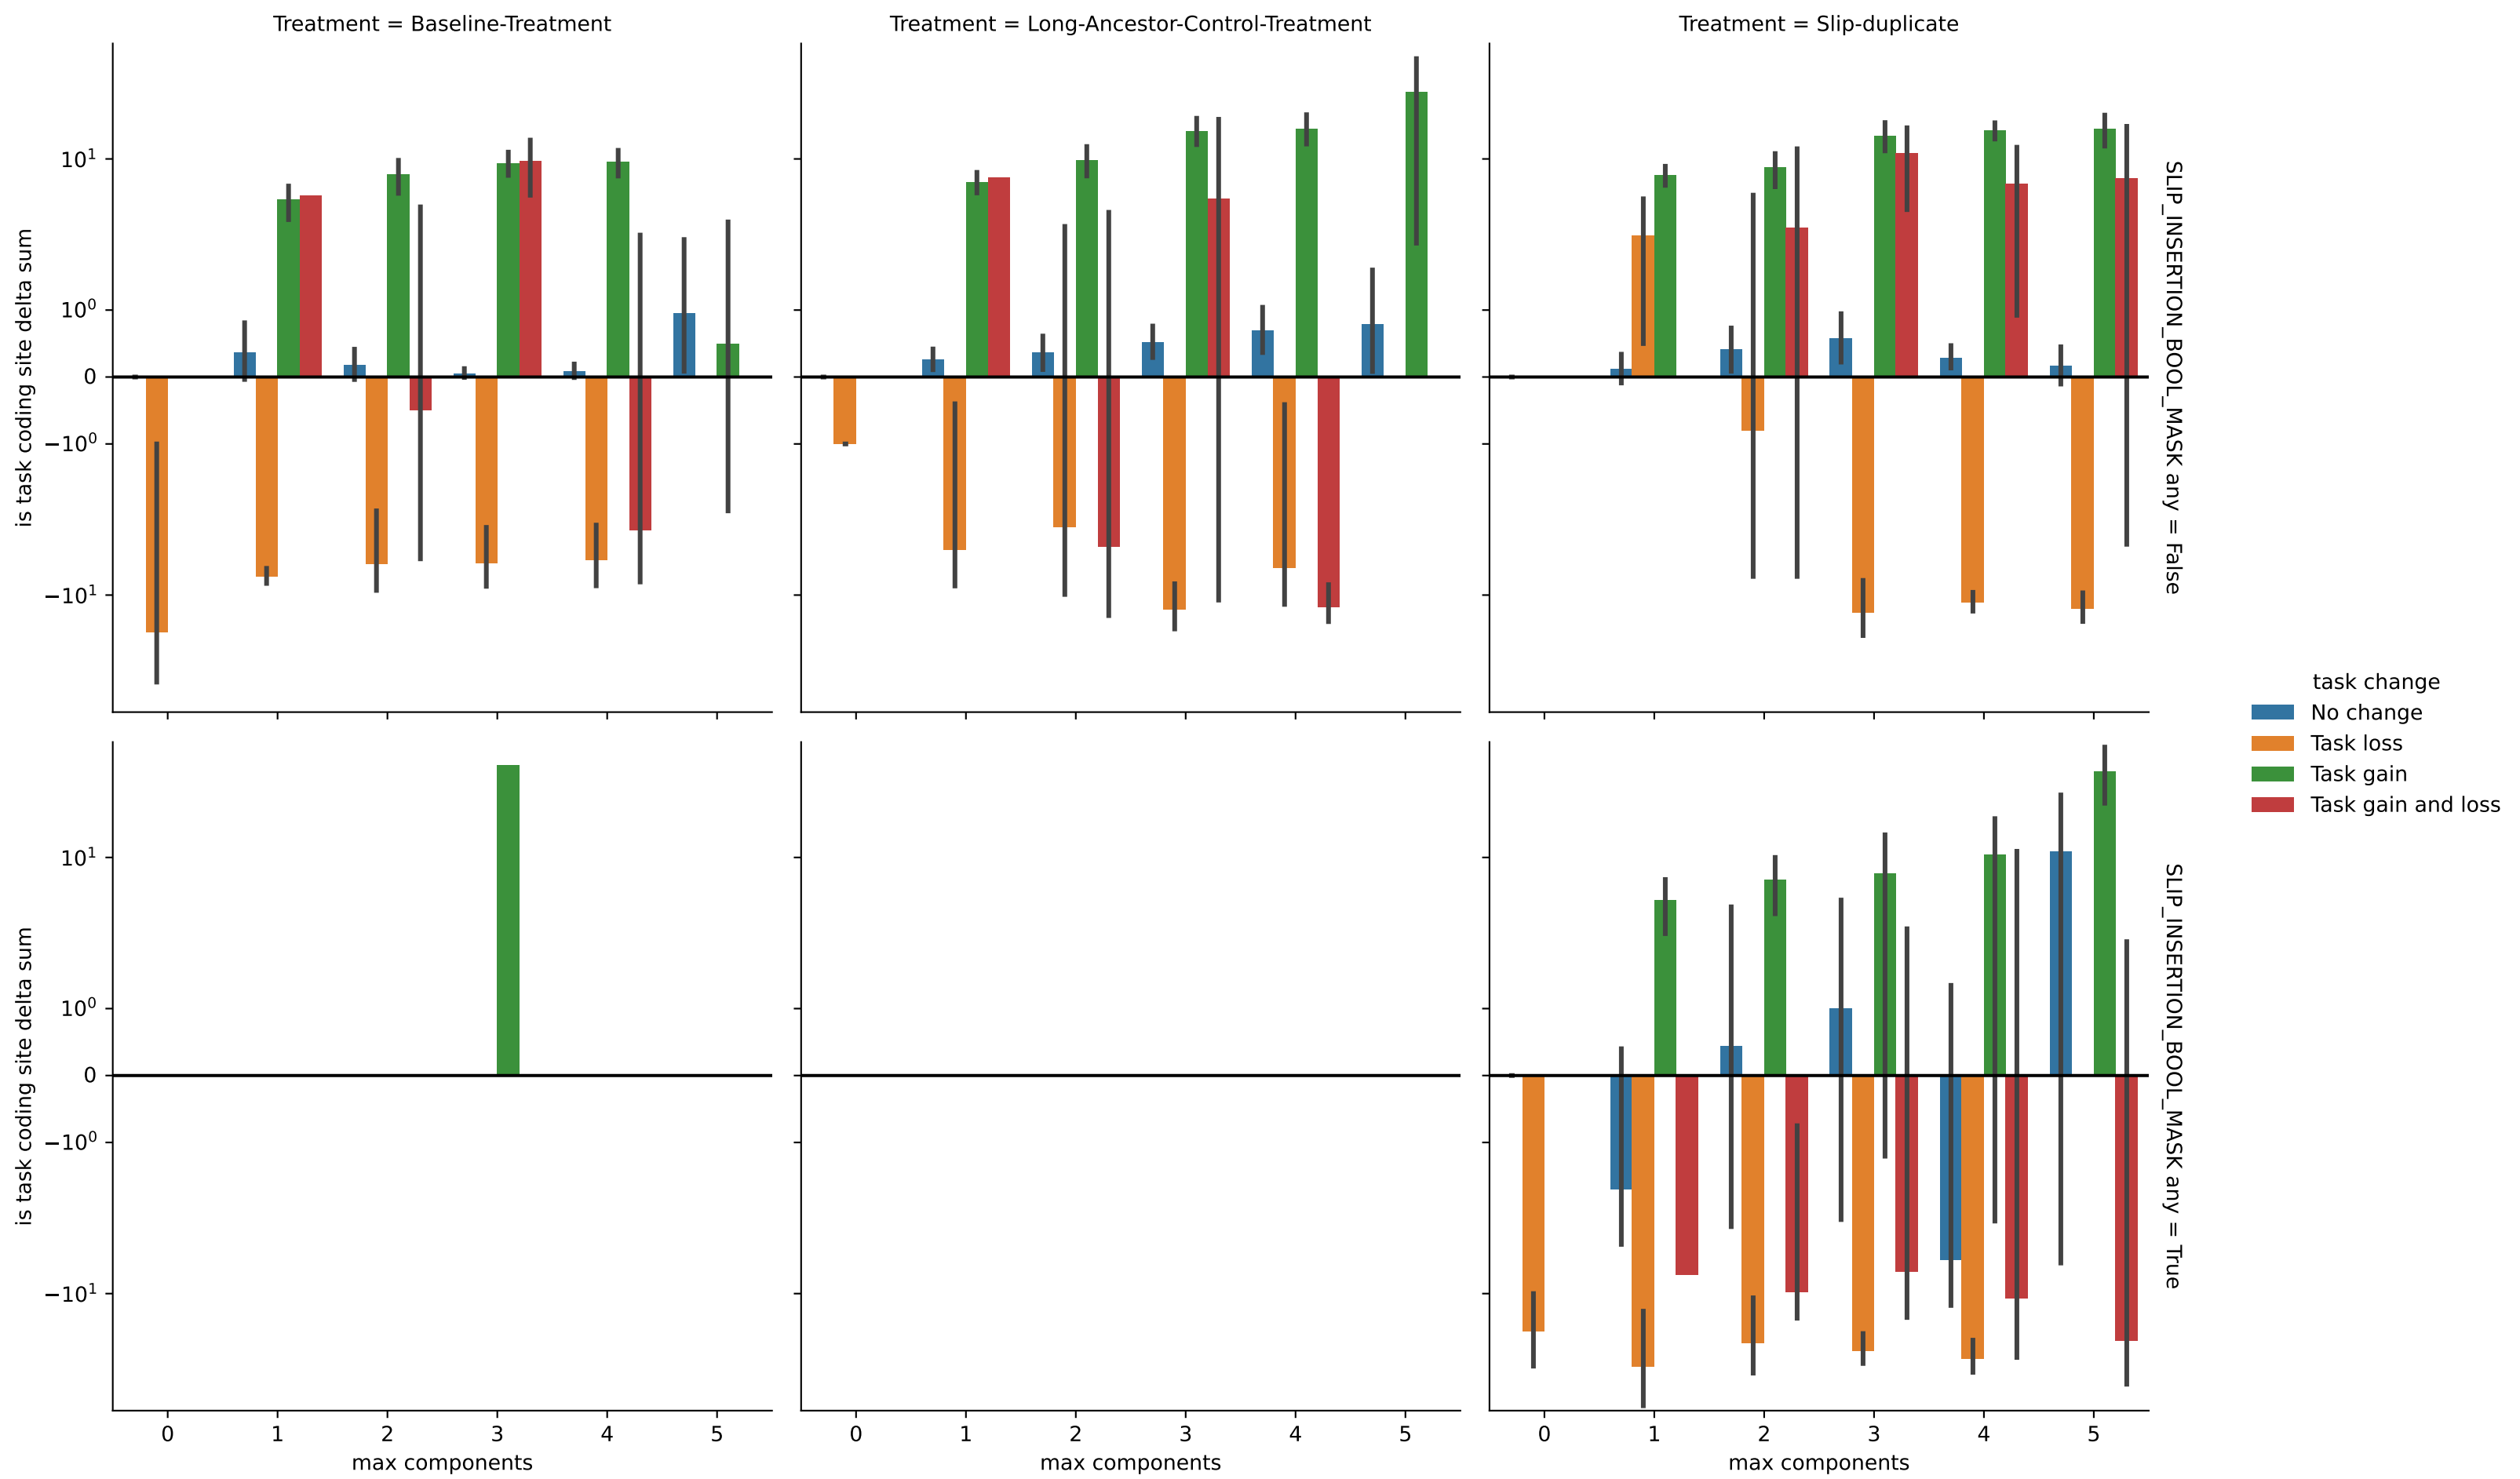 Treatment = Baseline-Treatment
Treatment = Long-Ancestor-Control-Treatment
Treatment = Slip-duplicate
is task coding site delta sum
10¹
10⁰
0
−10⁰
−10¹
SLIP_INSERTION_BOOL_MASK any = False
task change
No change
Task loss
Task gain
Task gain and loss
is task coding site delta sum
10¹
10⁰
0
−10⁰
−10¹
SLIP_INSERTION_BOOL_MASK any = True
0 1 2 3 4 5
0 1 2 3 4 5
0 1 2 3 4 5
max components
max components
max components